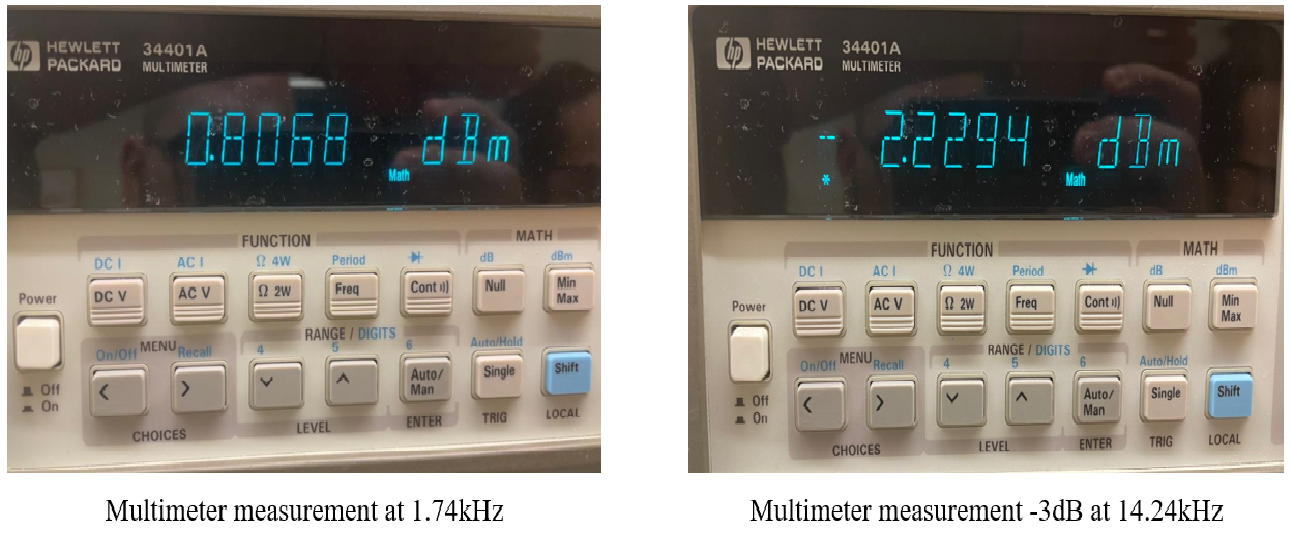 hp HEWLETT PACKARD 34401A MULTIMETER
0.8068 dBm
Math
FUNCTION MATH
DC I AC I Ω 4W Period dB dBm
Power DC V AC V Ω 2W Freq Cont Null Min Max
RANGE / DIGITS
On/Off MENU Recall 4 5 6 Auto/Hold
Off < > Auto/ Man Single Shift
On
CHOICES LEVEL ENTER TRIG LOCAL
Multimeter measurement at 1.74kHz
hp HEWLETT PACKARD 34401A MULTIMETER
-- 2.2294 dBm
* Math
FUNCTION MATH
DC I AC I Ω 4W Period dB dBm
Power DC V AC V Ω 2W Freq Cont Null Min Max
RANGE / DIGITS
On/Off MENU Recall 4 5 6 Auto/Hold
Off < > Auto/ Man Single Shift
On
CHOICES LEVEL ENTER TRIG LOCAL
Multimeter measurement -3dB at 14.24kHz